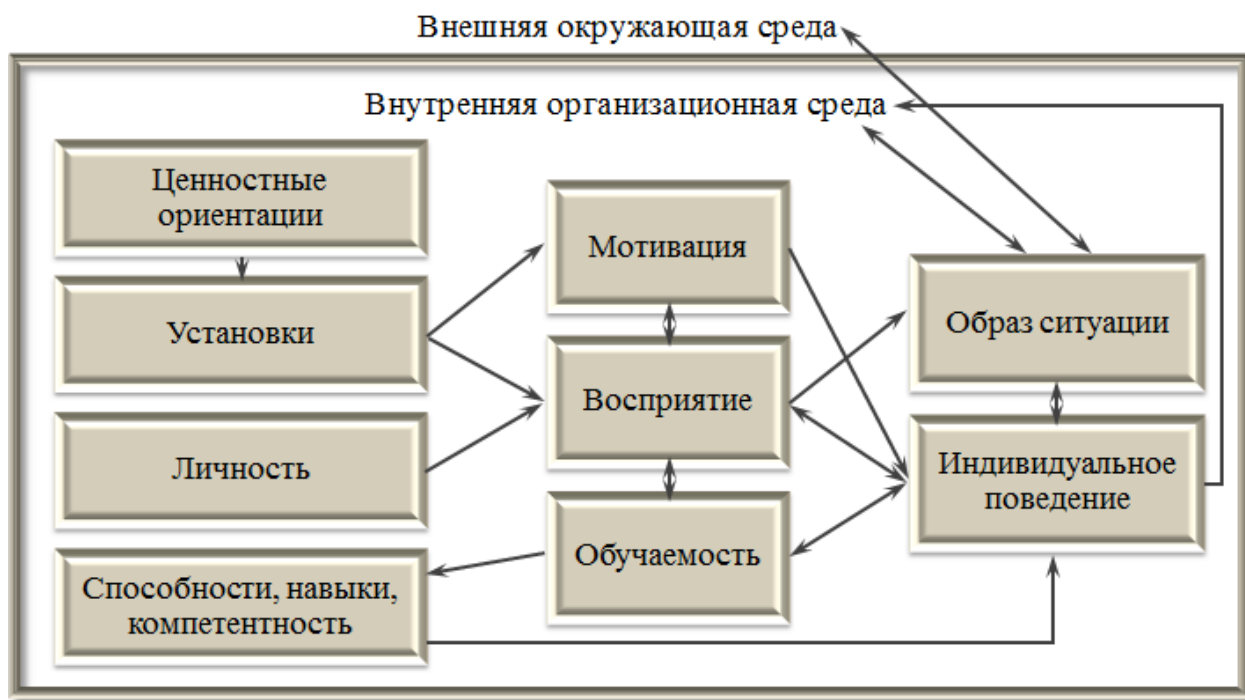 Внешняя окружающая среда
Внутренняя организационная среда
Ценностные
ориентации
Установки
Личность
Способности, навыки,
компетентность
Мотивация
Восприятие
Обучаемость
Образ ситуации
Индивидуальное
поведение